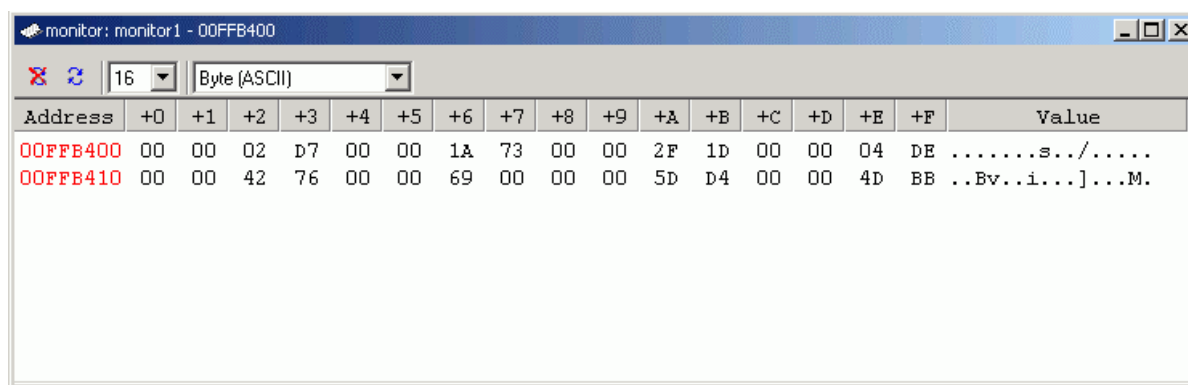 monitor: monitor1 - 00FFB400
16 Byte (ASCII)
Address +0 +1 +2 +3 +4 +5 +6 +7 +8 +9 +A +B +C +D +E +F Value
00FFB400 00 00 02 D7 00 00 1A 73 00 00 2F 1D 00 00 04 DE .......s../.....
00FFB410 00 00 42 76 00 00 69 00 00 00 5D D4 00 00 4D BB ..Bv..i...]...M.